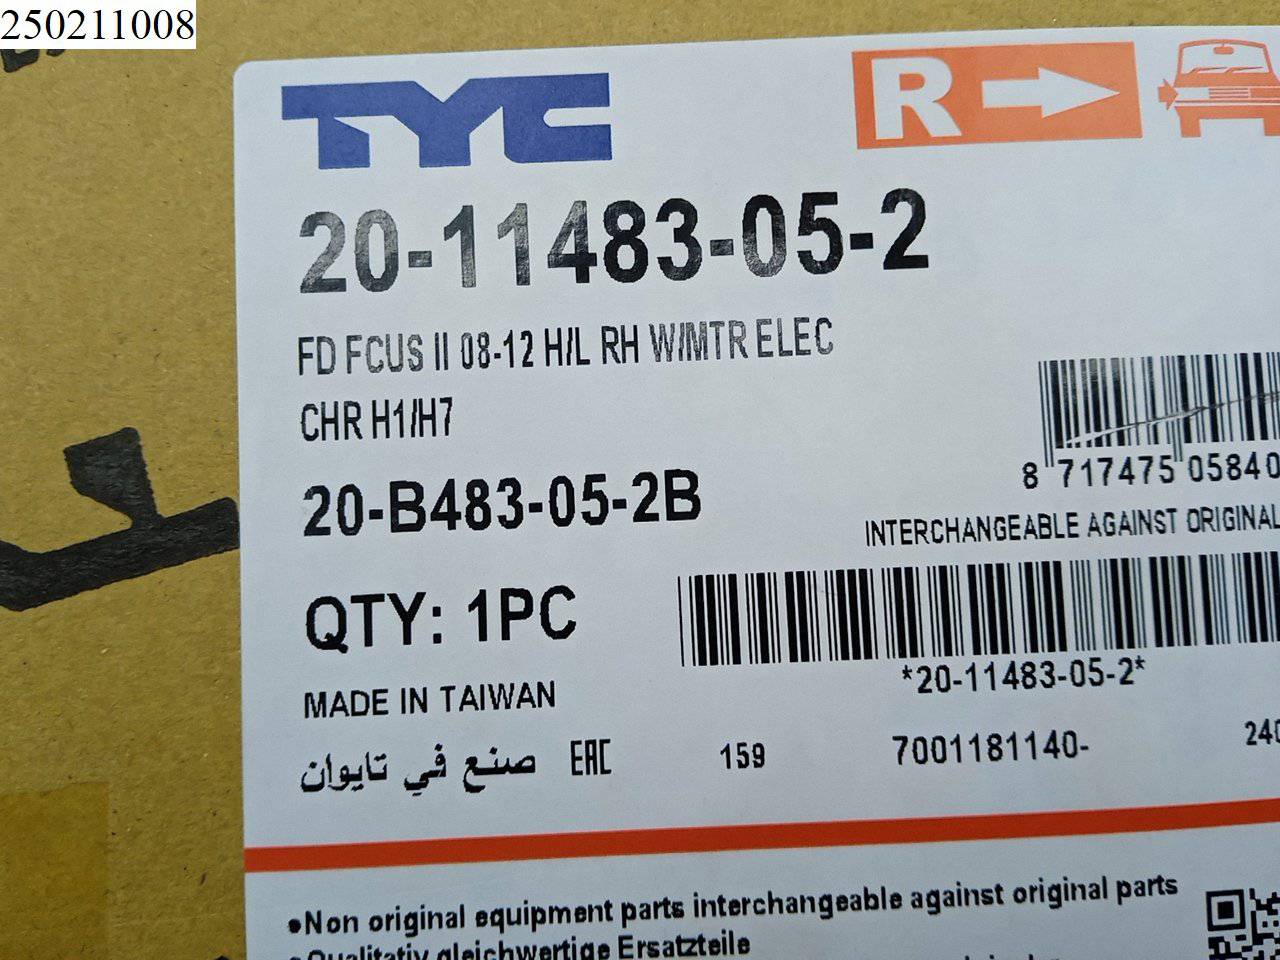 250211008
TYC
R
20-11483-05-2
FD FCUS II 08-12 H/L RH W/MTR ELEC
CHR H1/H7
8 717475 05840
20-B483-05-2B
INTERCHANGEABLE AGAINST ORIGINAL
QTY: 1PC
*20-11483-05-2*
MADE IN TAIWAN
صنع في تايوان EAC 159 7001181140- 240
•Non original equipment parts interchangeable against original parts
•Qualitativ gleichwertige Ersatzteile